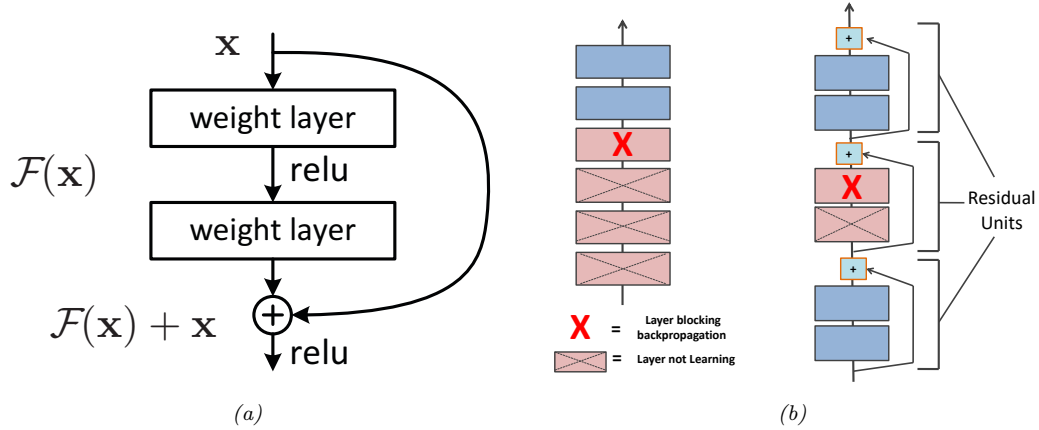 x
weight layer
relu
F(x)
weight layer
F(x) + x
+
relu
(a)
X
X = Layer blocking
backpropagation
= Layer not Learning
+
+
X
+
Residual
Units
(b)